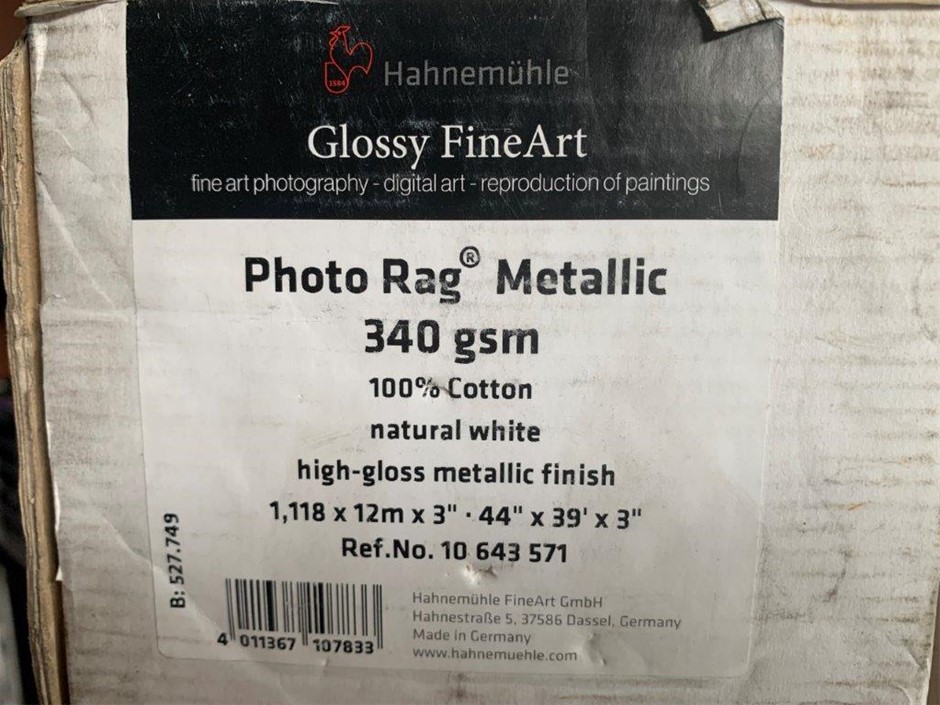 1584
Hahnemühle
Glossy FineArt
fine art photography - digital art - reproduction of paintings
Photo Rag® Metallic
340 gsm
100% Cotton
natural white
high-gloss metallic finish
1,118 x 12m x 3" · 44" x 39' x 3"
Ref.No. 10 643 571
B: 527.749
4 011367 107833
Hahnemühle FineArt GmbH
Hahnestraße 5, 37586 Dassel, Germany
Made in Germany
www.hahnemuehle.com